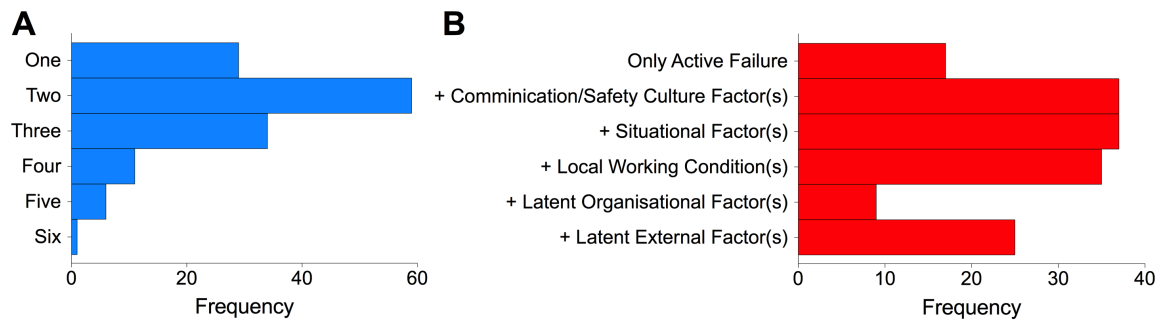 A
One
Two
Three
Four
Five
Six
0 20 40 60
Frequency
B
Only Active Failure
+ Comminication/Safety Culture Factor(s)
+ Situational Factor(s)
+ Local Working Condition(s)
+ Latent Organisational Factor(s)
+ Latent External Factor(s)
0 10 20 30 40
Frequency